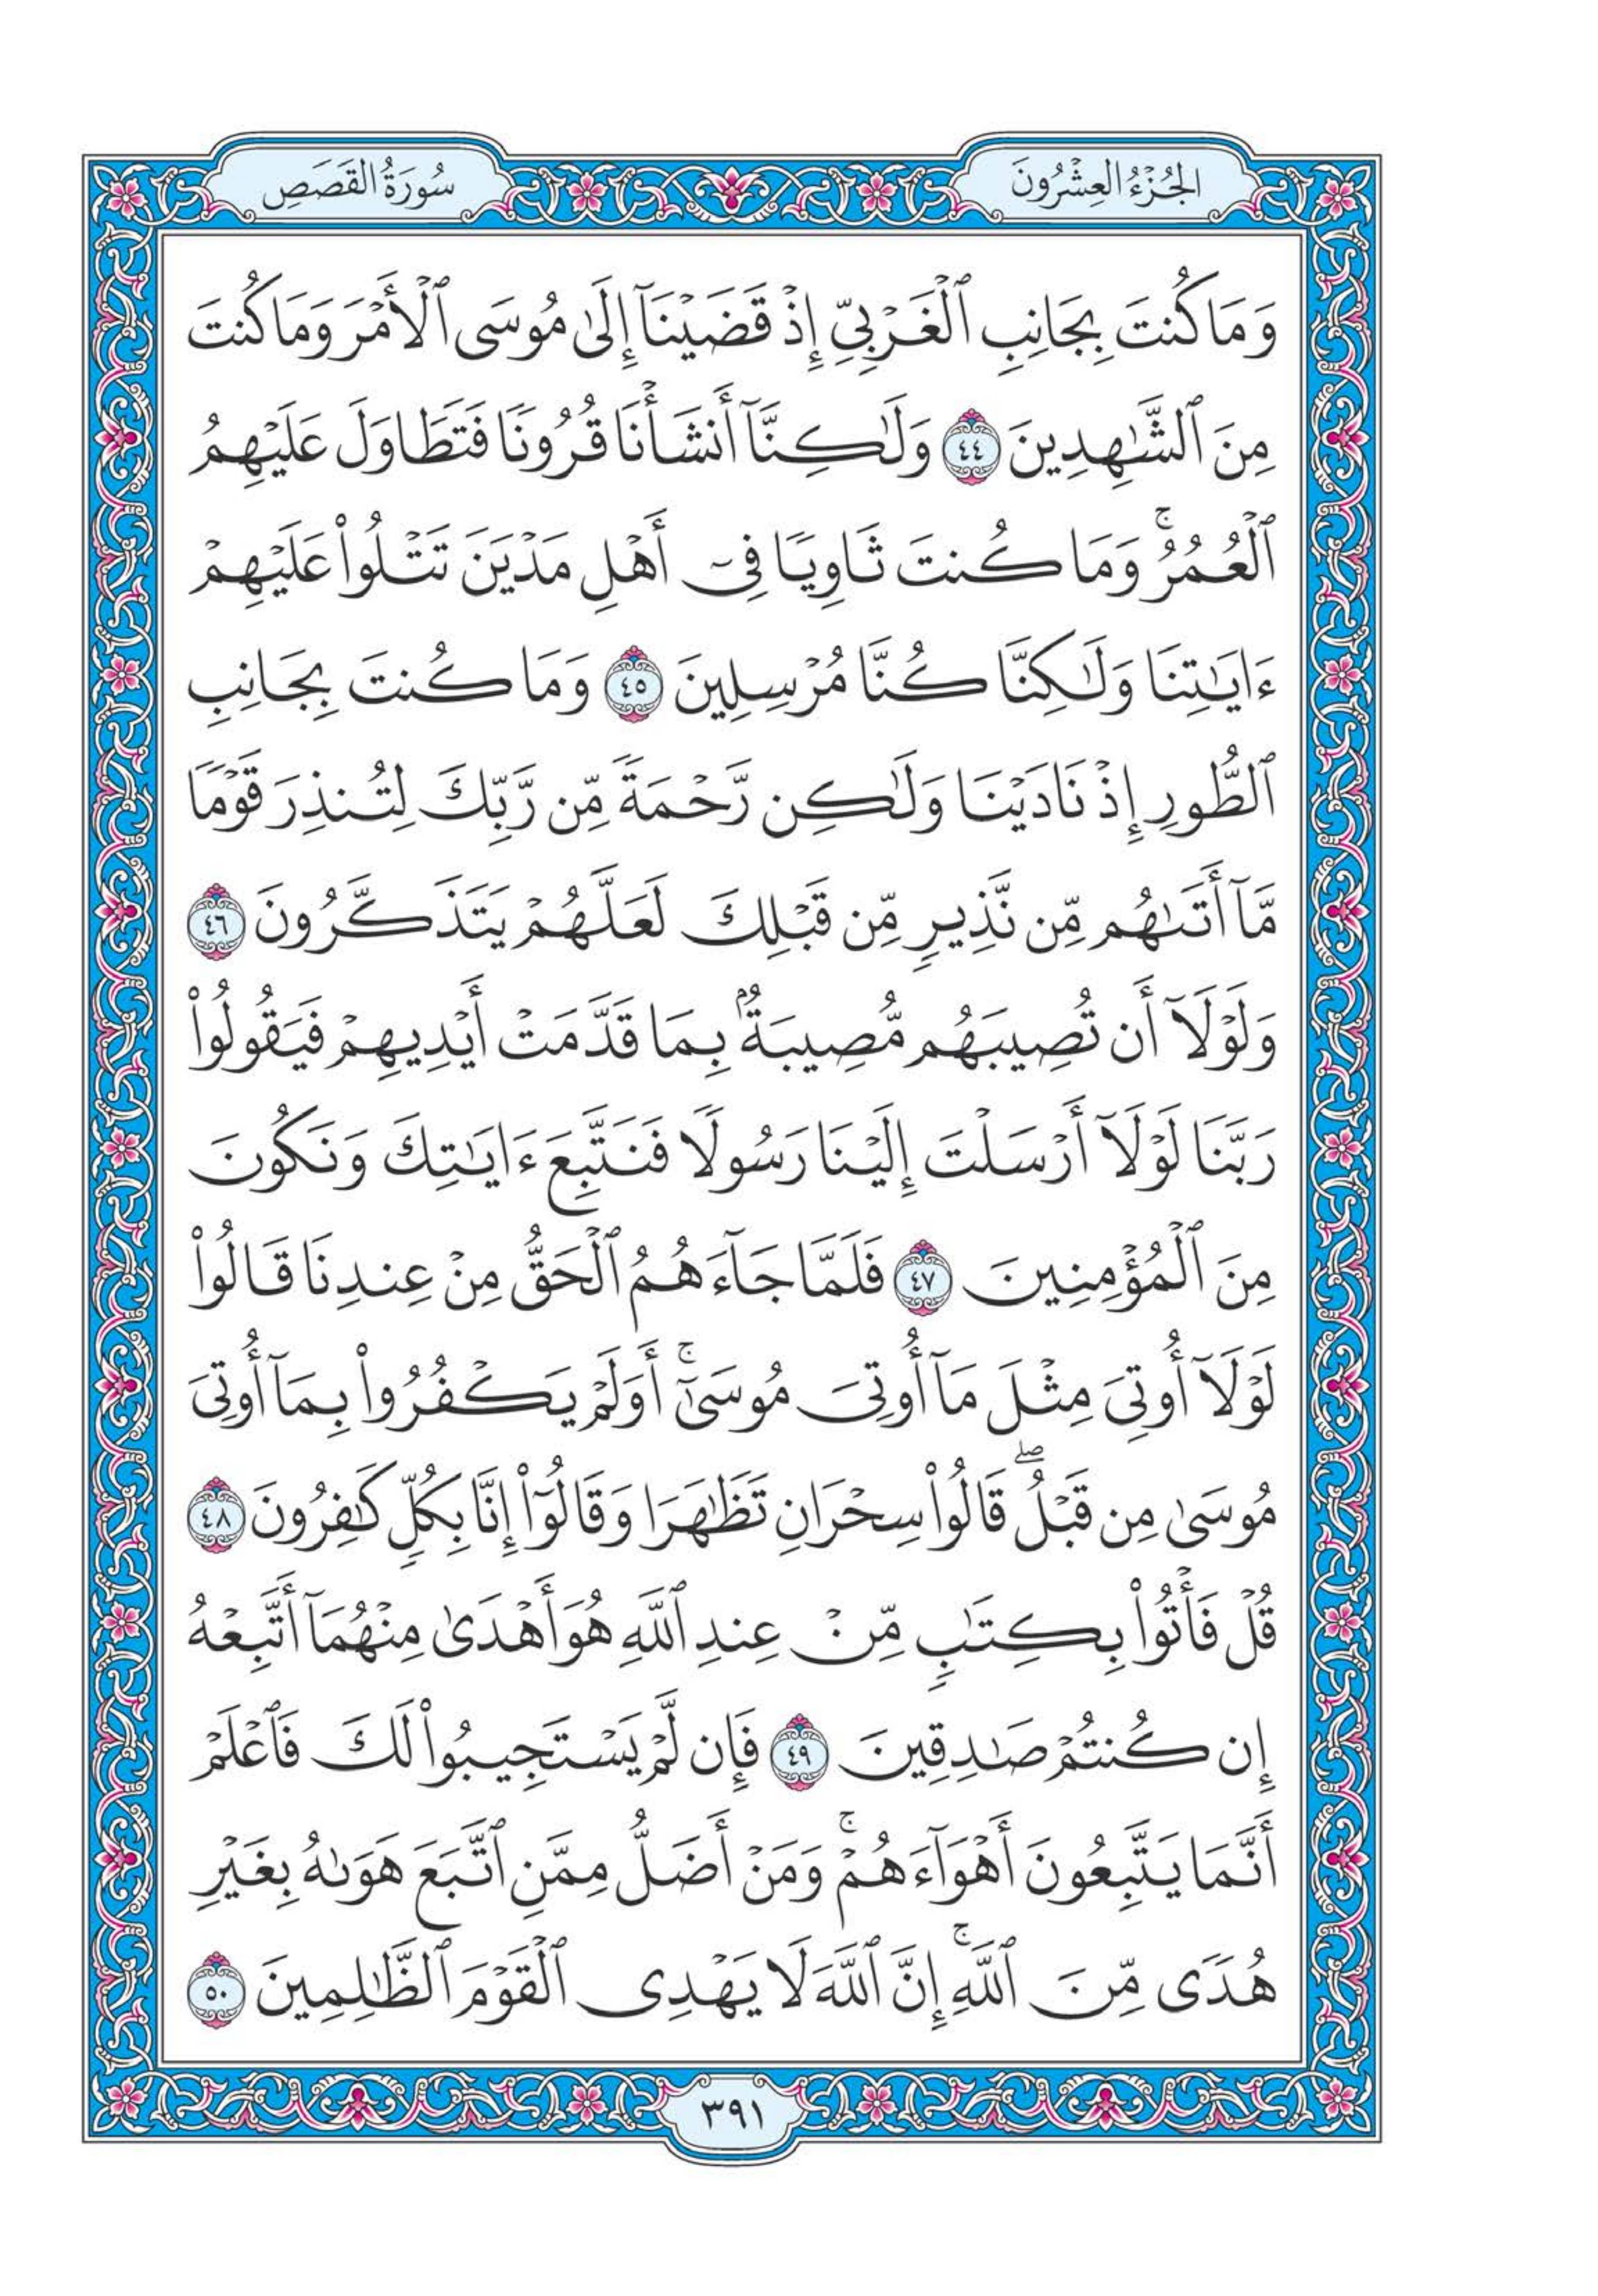 الجُزْءُ العِشْرُونَ
سُورَةُ القَصَصِ
وَمَا كُنتَ بِجَانِبِ ٱلْغَرْبِيِّ إِذْ قَضَيْنَآ إِلَىٰ مُوسَى ٱلْأَمْرَ وَمَا كُنتَ
مِنَ ٱلشَّٰهِدِينَ ٤٤ وَلَٰكِنَّآ أَنشَأْنَا قُرُونًا فَتَطَاوَلَ عَلَيْهِمُ
ٱلْعُمُرُۚ وَمَا كُنتَ ثَاوِيًا فِىٓ أَهْلِ مَدْيَنَ تَتْلُوا۟ عَلَيْهِمْ
ءَايَٰتِنَا وَلَٰكِنَّا كُنَّا مُرْسِلِينَ ٤٥ وَمَا كُنتَ بِجَانِبِ
ٱلطُّورِ إِذْ نَادَيْنَا وَلَٰكِن رَّحْمَةً مِّن رَّبِّكَ لِتُنذِرَ قَوْمًا
مَّآ أَتَىٰهُم مِّن نَّذِيرٍ مِّن قَبْلِكَ لَعَلَّهُمْ يَتَذَكَّرُونَ ٤٦
وَلَوْلَآ أَن تُصِيبَهُم مُّصِيبَةٌۢ بِمَا قَدَّمَتْ أَيْدِيهِمْ فَيَقُولُوا۟
رَبَّنَا لَوْلَآ أَرْسَلْتَ إِلَيْنَا رَسُولًا فَنَتَّبِعَ ءَايَٰتِكَ وَنَكُونَ
مِنَ ٱلْمُؤْمِنِينَ ٤٧ فَلَمَّا جَآءَهُمُ ٱلْحَقُّ مِنْ عِندِنَا قَالُوا۟
لَوْلَآ أُوتِىَ مِثْلَ مَآ أُوتِىَ مُوسَىٰٓۚ أَوَلَمْ يَكْفُرُوا۟ بِمَآ أُوتِىَ
مُوسَىٰ مِن قَبْلُۖ قَالُوا۟ سِحْرَانِ تَظَٰهَرَا وَقَالُوٓا۟ إِنَّا بِكُلٍّ كَٰفِرُونَ ٤٨
قُلْ فَأْتُوا۟ بِكِتَٰبٍ مِّنْ عِندِ ٱللَّهِ هُوَ أَهْدَىٰ مِنْهُمَآ أَتَّبِعْهُ
إِن كُنتُمْ صَٰدِقِينَ ٤٩ فَإِن لَّمْ يَسْتَجِيبُوا۟ لَكَ فَٱعْلَمْ
أَنَّمَا يَتَّبِعُونَ أَهْوَآءَهُمْۚ وَمَنْ أَضَلُّ مِمَّنِ ٱتَّبَعَ هَوَىٰهُ بِغَيْرِ
هُدًى مِّنَ ٱللَّهِۚ إِنَّ ٱللَّهَ لَا يَهْدِى ٱلْقَوْمَ ٱلظَّٰلِمِينَ ٥٠
٣٩١